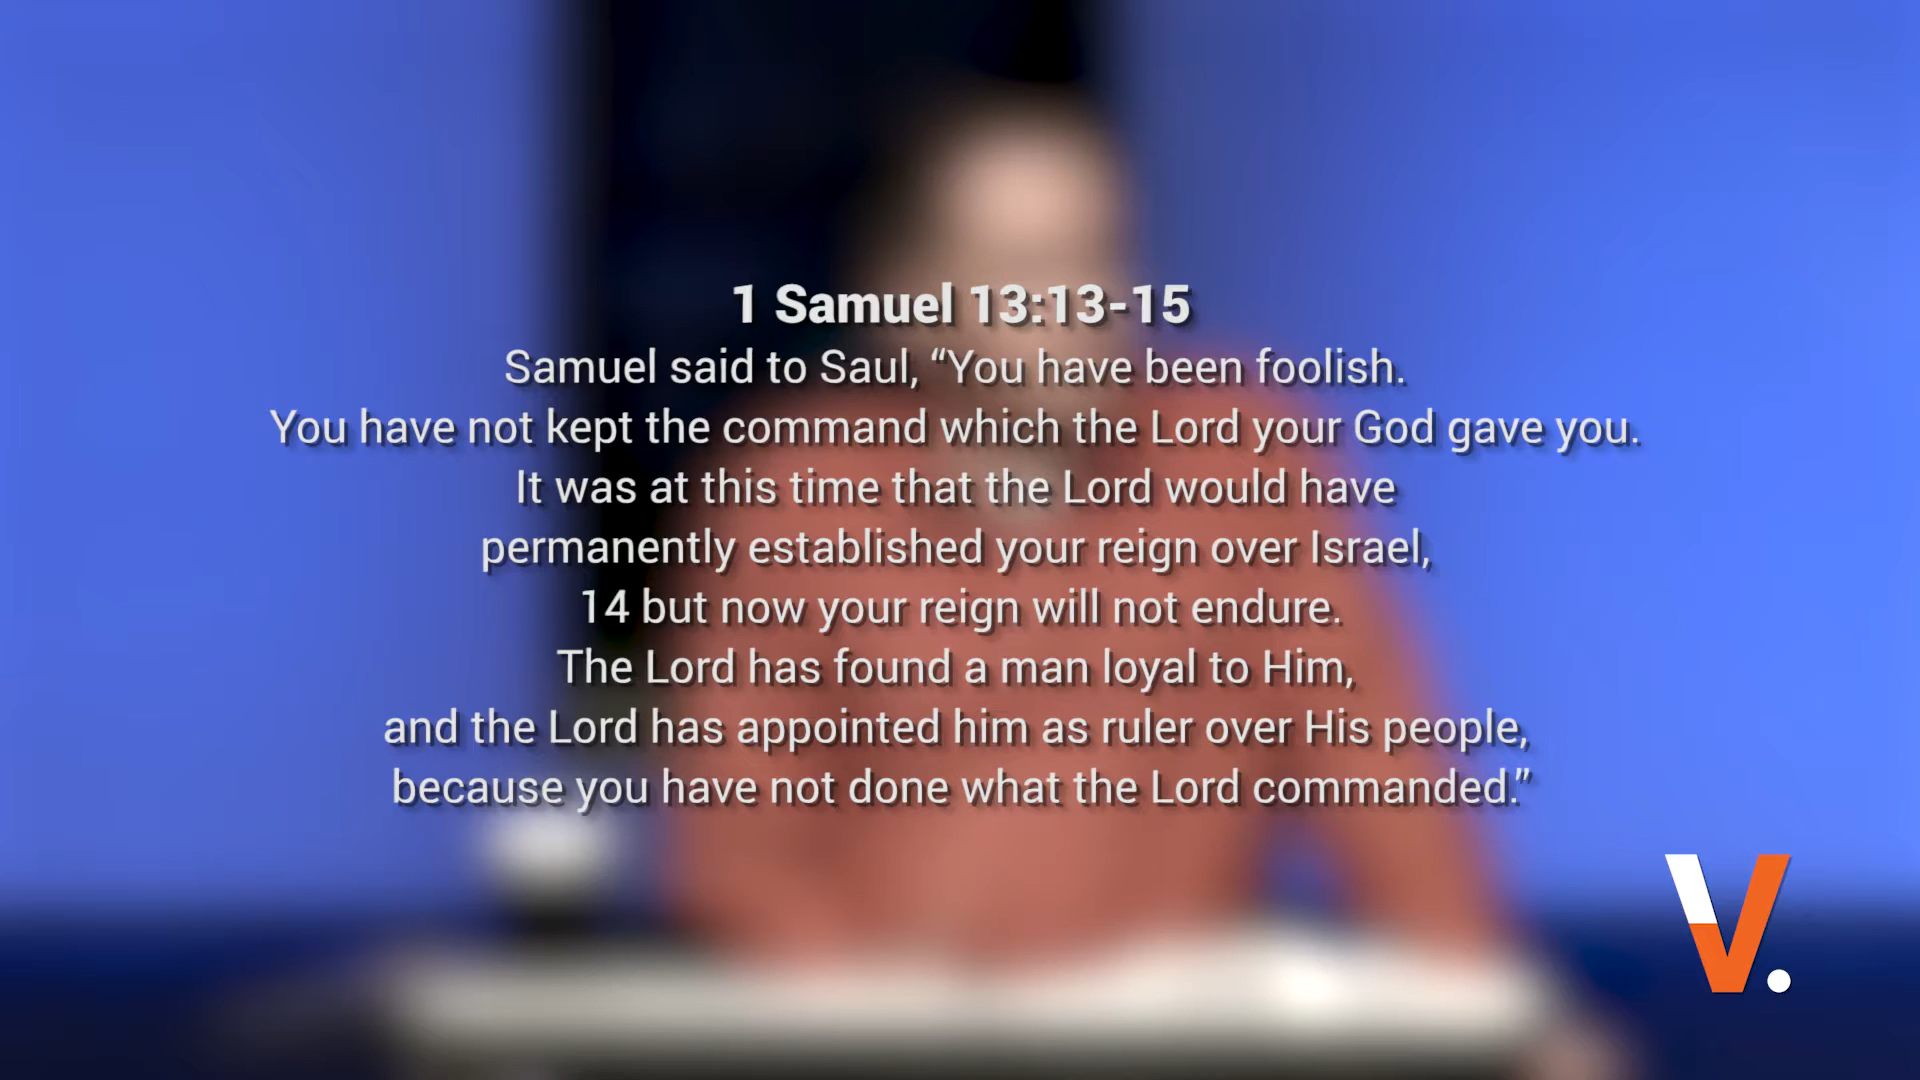 1 Samuel 13:13-15
Samuel said to Saul, “You have been foolish.
You have not kept the command which the Lord your God gave you.
It was at this time that the Lord would have
permanently established your reign over Israel,
14 but now your reign will not endure.
The Lord has found a man loyal to Him,
and the Lord has appointed him as ruler over His people,
because you have not done what the Lord commanded.”
V.